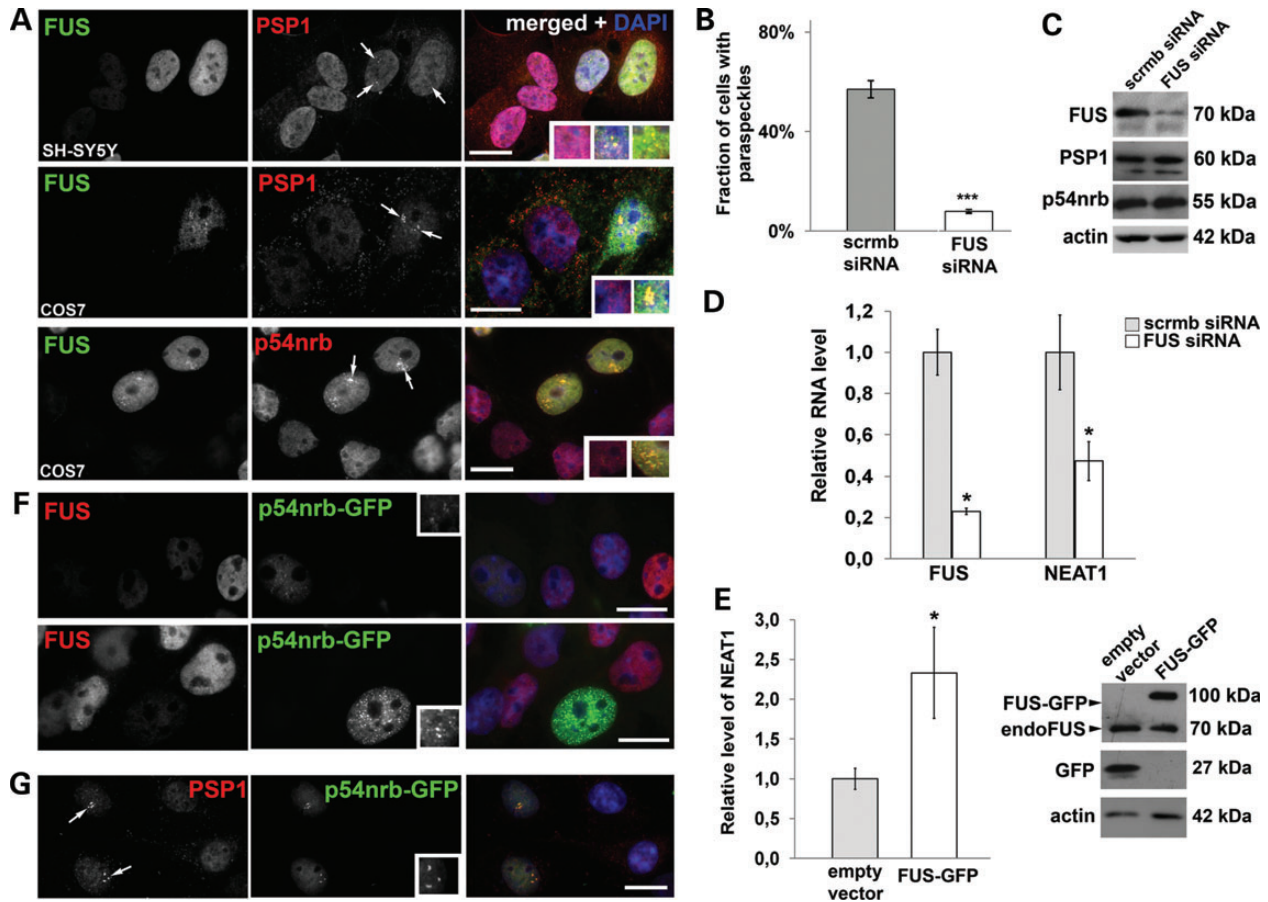 A
FUS
PSP1
merged + DAPI
SH-SY5Y
FUS
PSP1
COS7
FUS
p54nrb
COS7
F
FUS
p54nrb-GFP
FUS
p54nrb-GFP
G
PSP1
p54nrb-GFP
B
Fraction of cells with
paraspeckles
80%
40%
0%
***
scrmb
siRNA
FUS
siRNA
C
scrmb siRNA
FUS siRNA
FUS
70 kDa
PSP1
60 kDa
p54nrb
55 kDa
actin
42 kDa
D
Relative RNA level
1,2
1,0
0,8
0,6
0,4
0,2
0,0
*
*
FUS
NEAT1
scrmb siRNA
FUS siRNA
E
Relative level of NEAT1
3,0
2,5
2,0
1,5
1,0
0,5
0,0
*
empty
vector
FUS-GFP
empty
vector
FUS-GFP
FUS-GFP
100 kDa
endoFUS
70 kDa
GFP
27 kDa
actin
42 kDa